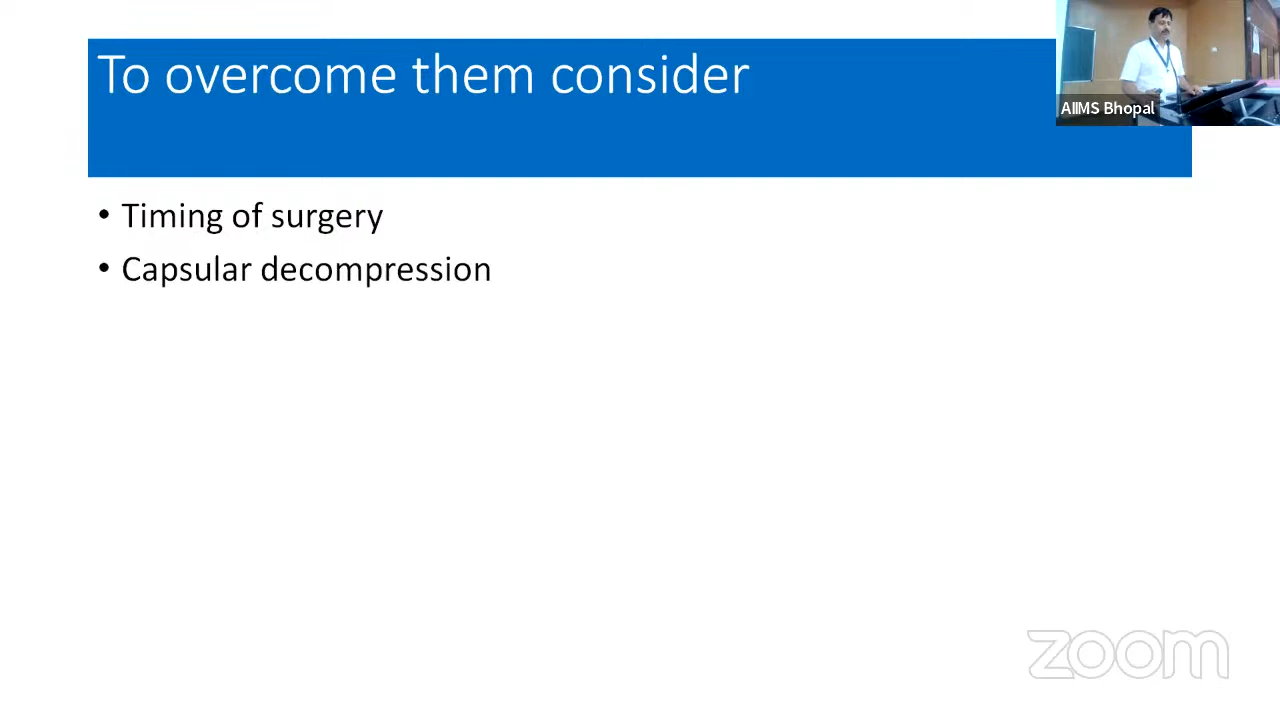 To overcome them consider
AIIMS Bhopal
• Timing of surgery
• Capsular decompression
zoom